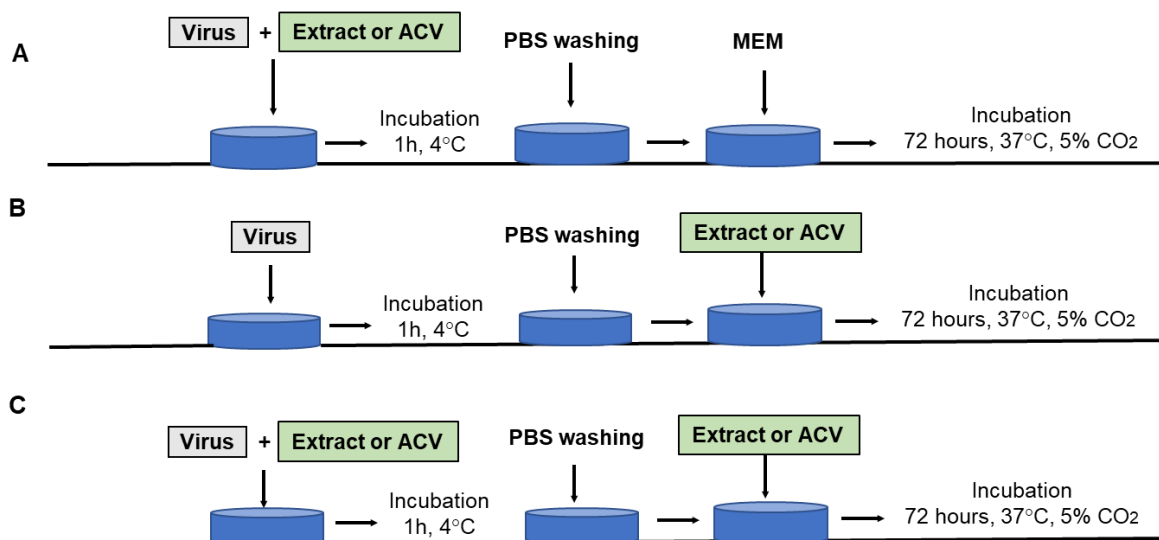 A
Virus + Extract or ACV
PBS washing
MEM
Incubation
1h, 4°C
Incubation
72 hours, 37°C, 5% CO2
B
Virus
PBS washing
Extract or ACV
Incubation
1h, 4°C
Incubation
72 hours, 37°C, 5% CO2
C
Virus + Extract or ACV
PBS washing
Extract or ACV
Incubation
1h, 4°C
Incubation
72 hours, 37°C, 5% CO2